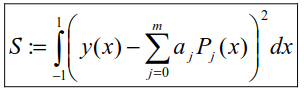 S := ∫_{-1}^{1} ( y(x) − ∑_{j=0}^{m} a_j P_j (x) )^2 dx